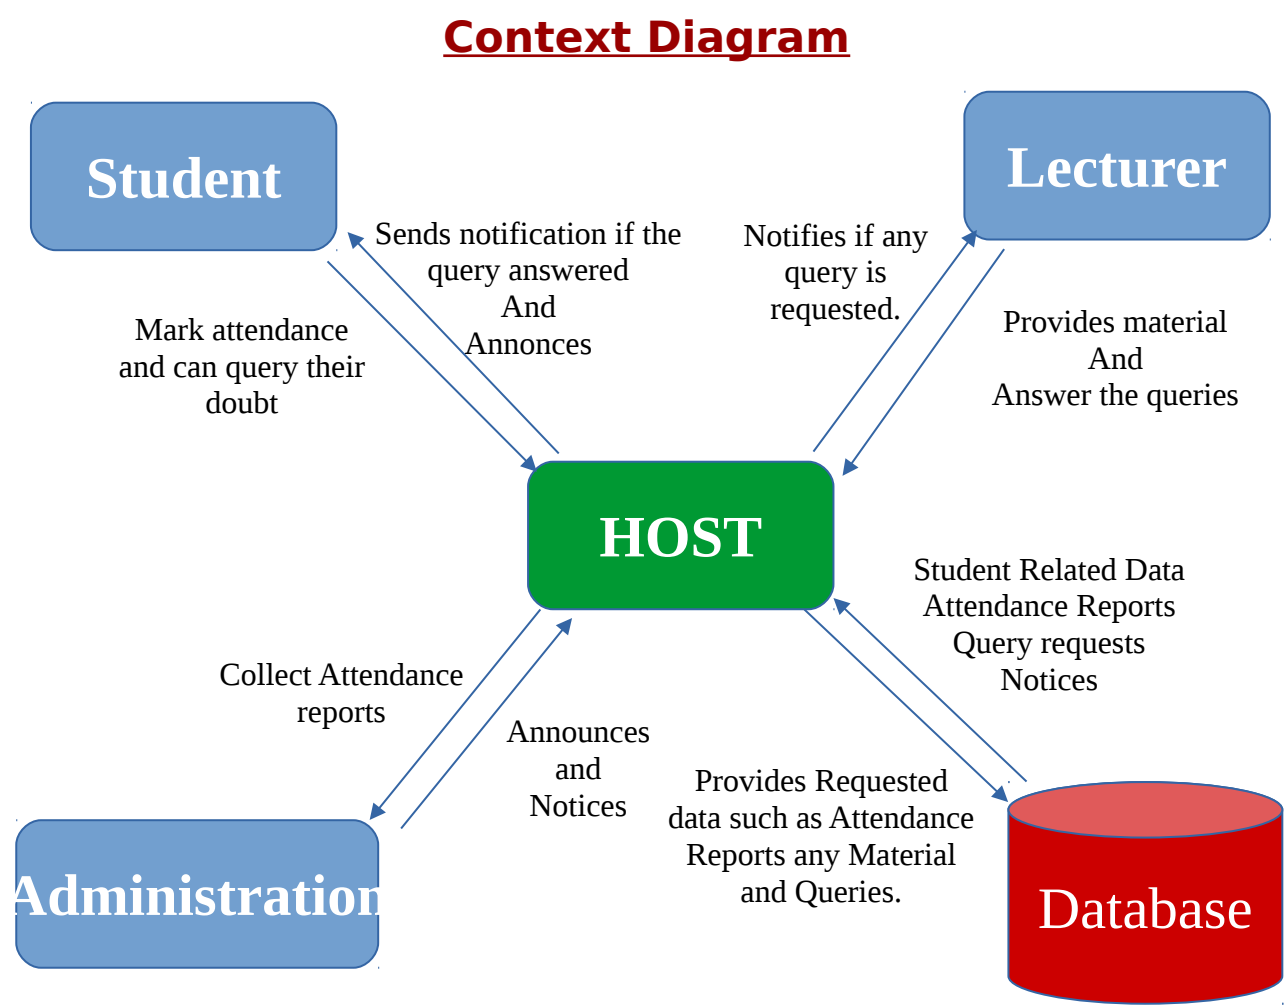 Context Diagram
Student
Lecturer
Sends notification if the
query answered
And
Annonces
Notifies if any
query is
requested.
Mark attendance
and can query their
doubt
Provides material
And
Answer the queries
HOST
Student Related Data
Attendance Reports
Query requests
Notices
Collect Attendance
reports
Announces
and
Notices
Provides Requested
data such as Attendance
Reports any Material
and Queries.
Administration
Database